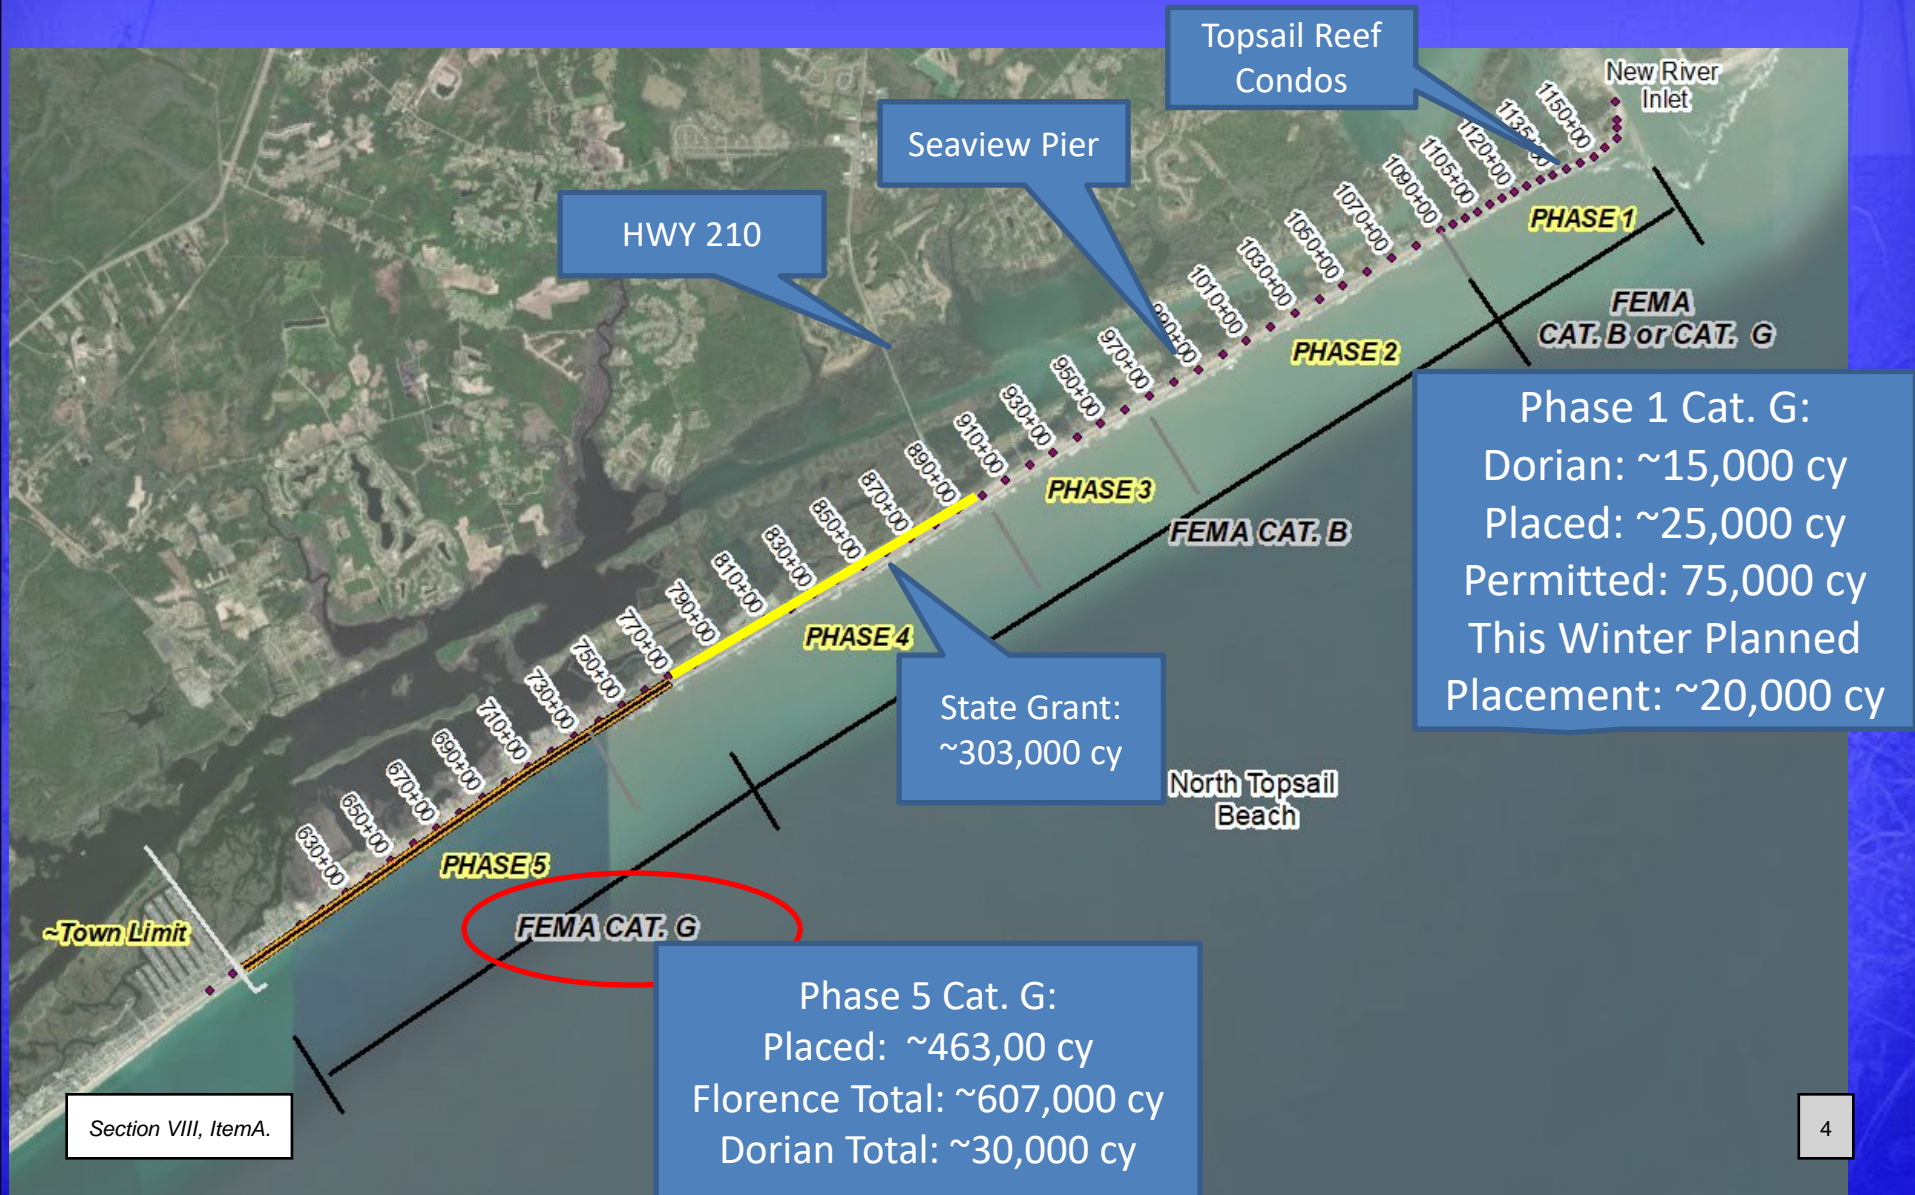 Topsail Reef
Condos
New River
Inlet
Seaview Pier
HWY 210
1150+00
1135+00
1120+00
1105+00
1090+00
1070+00
1050+00
1030+00
1010+00
990+00
970+00
950+00
930+00
910+00
890+00
870+00
850+00
830+00
810+00
790+00
770+00
750+00
730+00
710+00
690+00
670+00
650+00
630+00
PHASE 1
FEMA
CAT. B or CAT. G
PHASE 2
Phase 1 Cat. G:
Dorian: ~15,000 cy
Placed: ~25,000 cy
Permitted: 75,000 cy
This Winter Planned
Placement: ~20,000 cy
PHASE 3
FEMA CAT. B
PHASE 4
State Grant:
~303,000 cy
North Topsail
Beach
PHASE 5
~Town Limit
FEMA CAT. G
Phase 5 Cat. G:
Placed: ~463,00 cy
Florence Total: ~607,000 cy
Dorian Total: ~30,000 cy
Section VIII, ItemA.
4